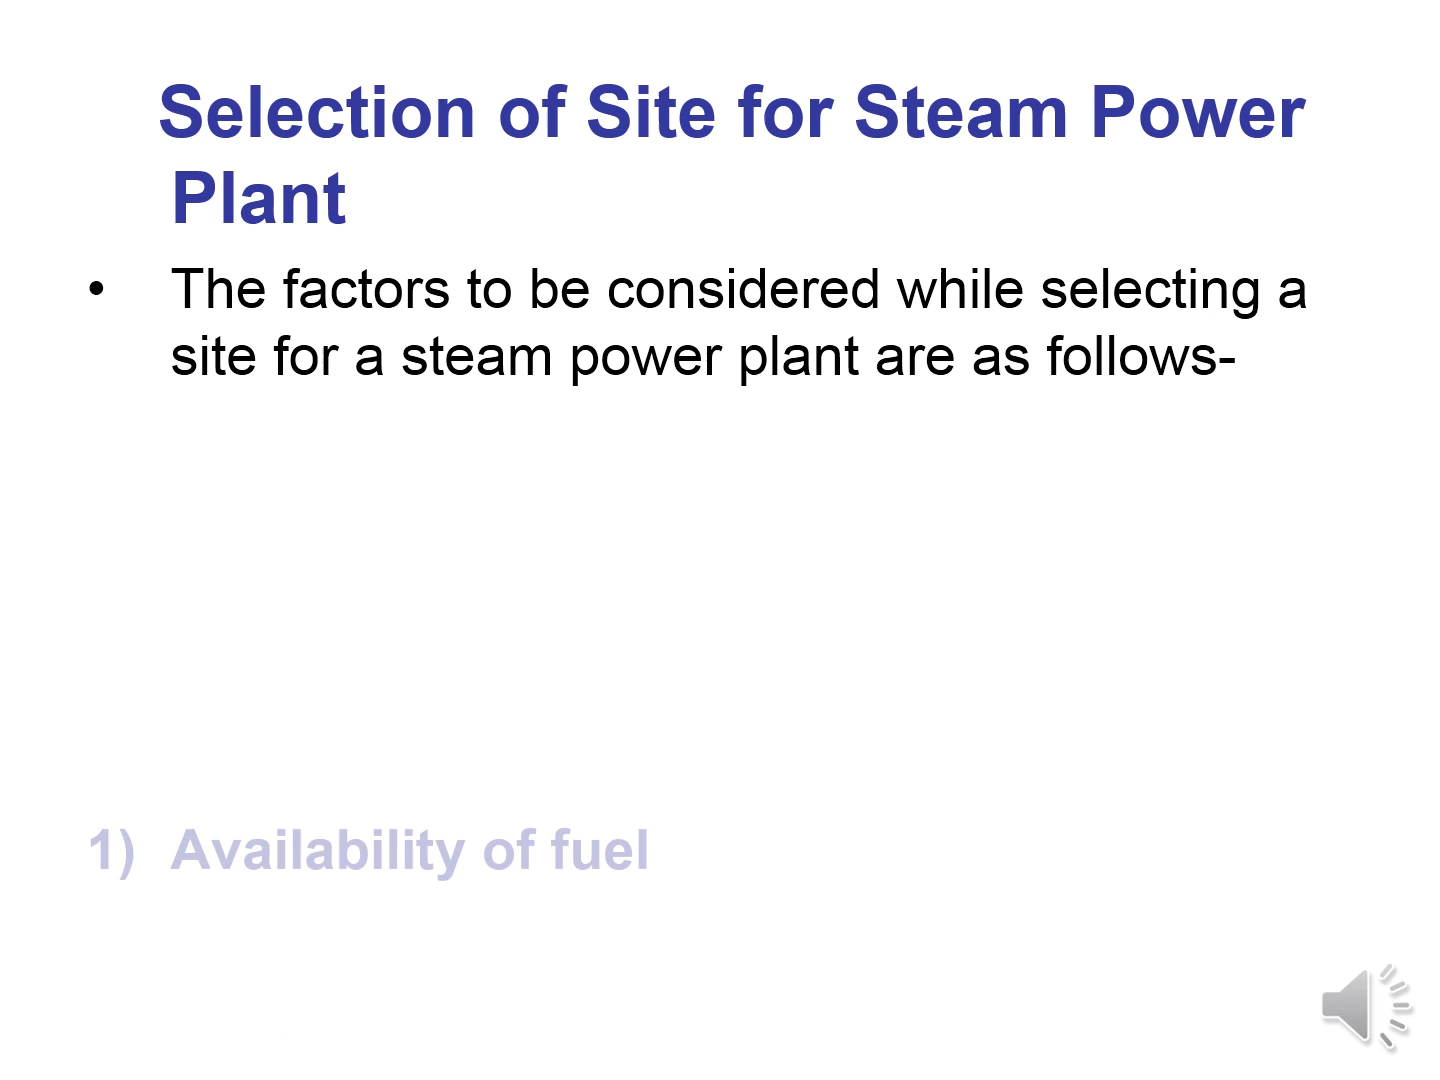 Selection of Site for Steam Power
Plant
• The factors to be considered while selecting a
site for a steam power plant are as follows-
1) Availability of fuel